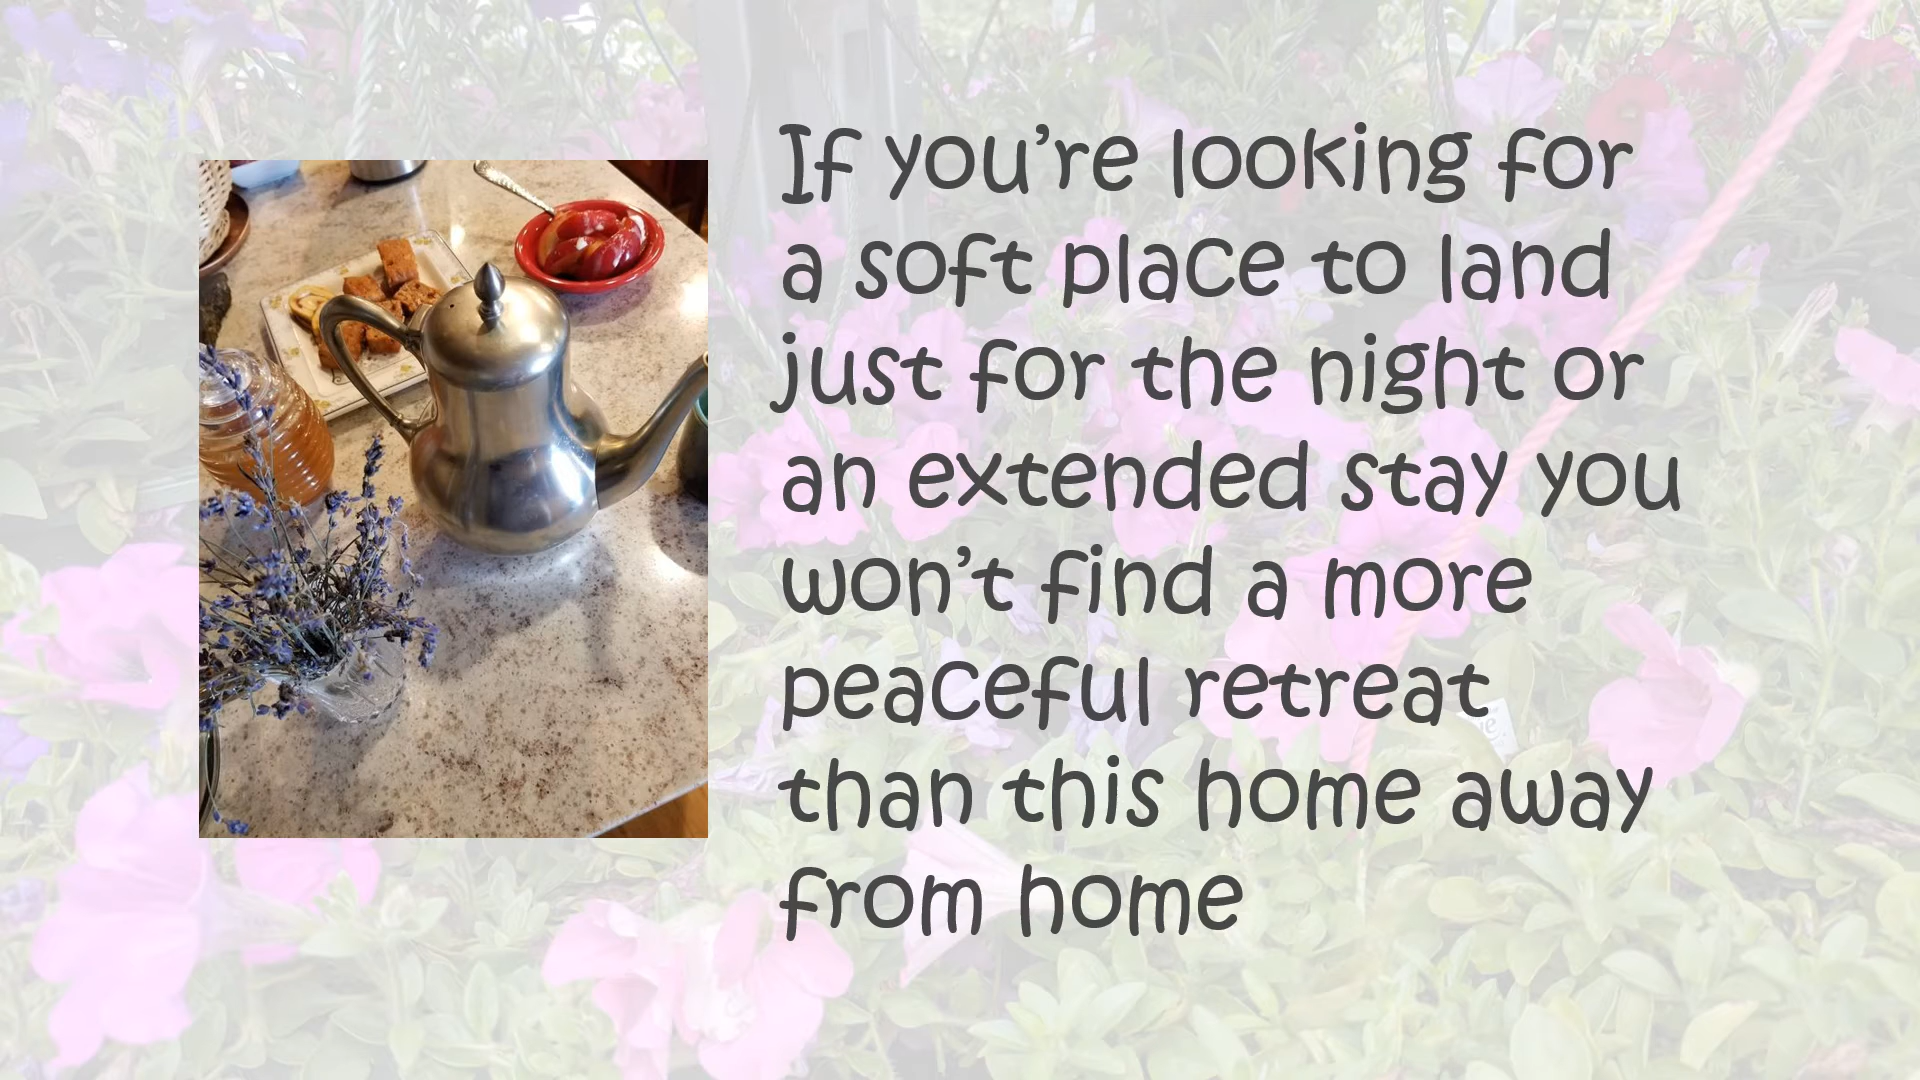 If you’re looking for
a soft place to land
just for the night or
an extended stay you
won’t find a more
peaceful retreat
than this home away
from home